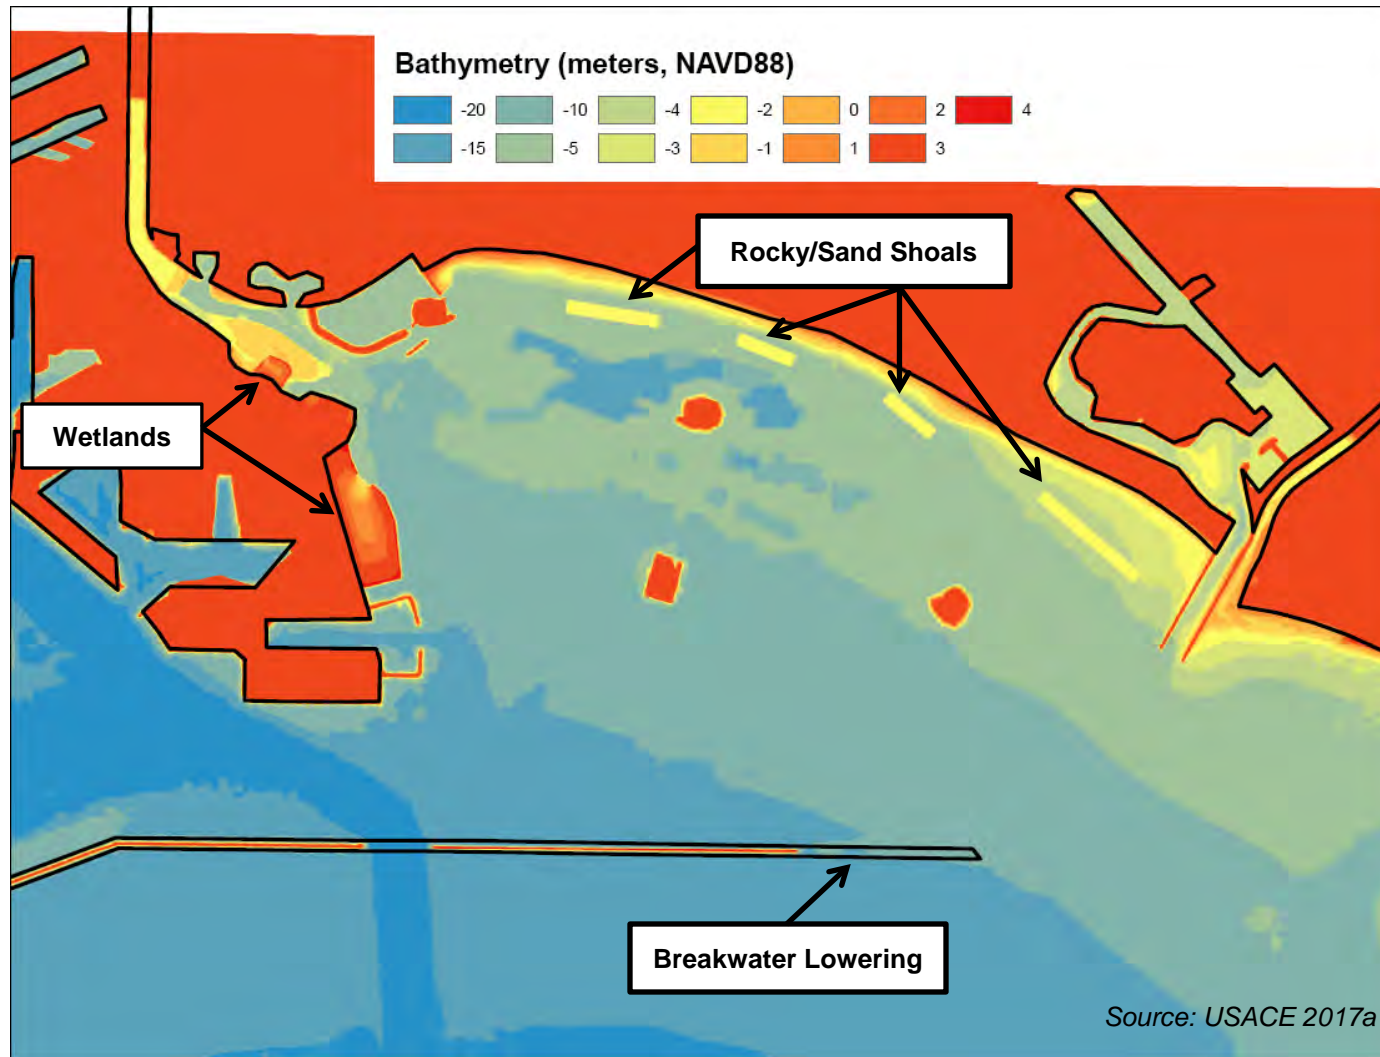 Bathymetry (meters, NAVD88)
-20 -10 -4 -2 0 2 4
-15 -5 -3 -1 1 3
Rocky/Sand Shoals
Wetlands
Breakwater Lowering
Source: USACE 2017a